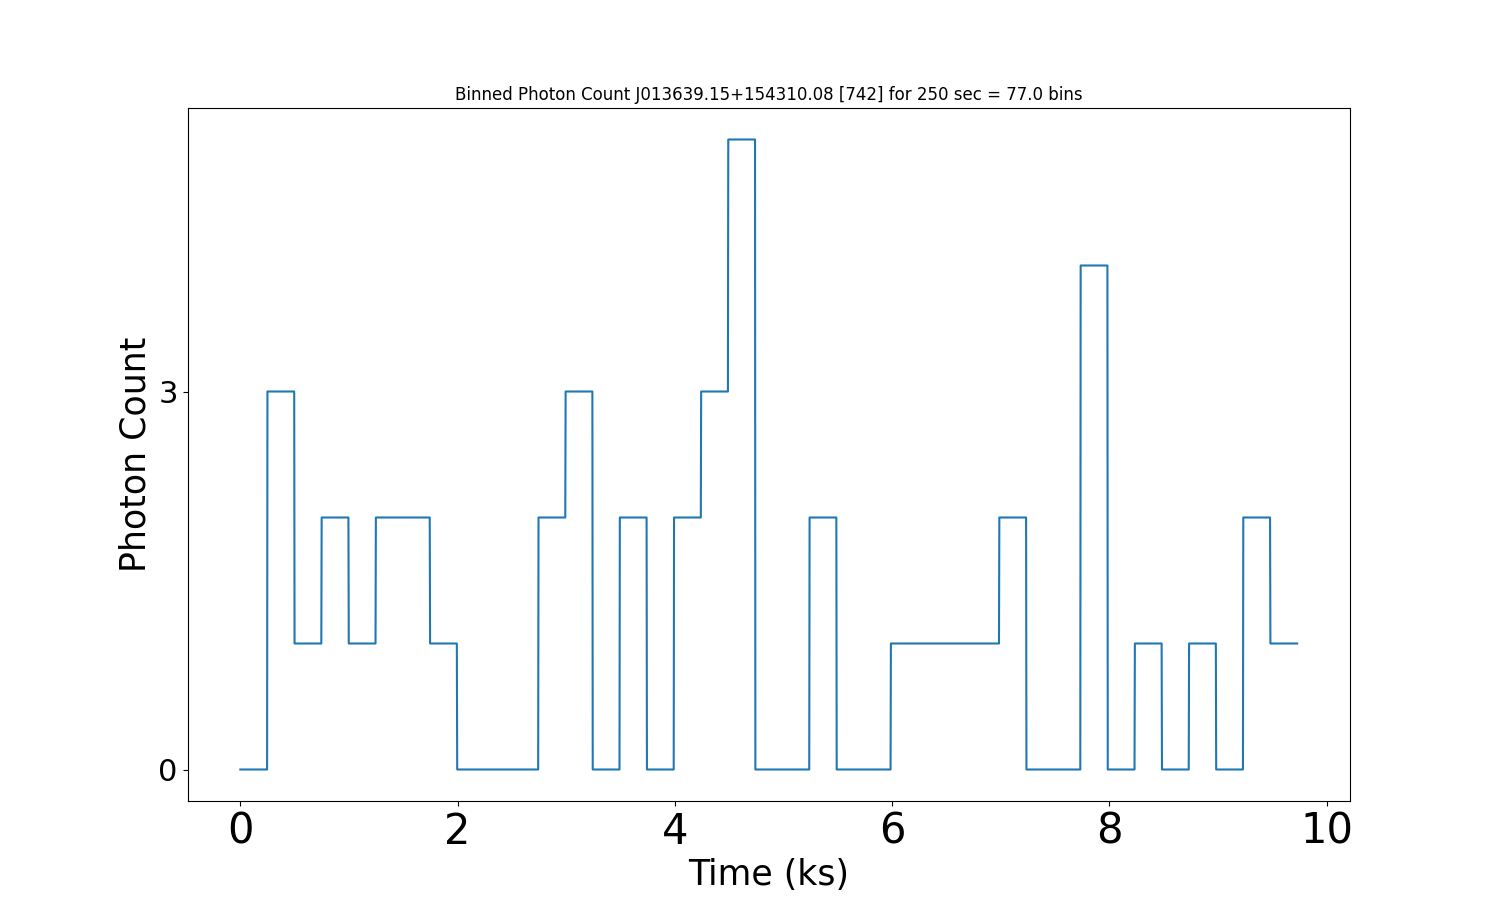 Binned Photon Count J013639.15+154310.08 [742] for 250 sec = 77.0 bins
Photon Count
3
0
0 2 4 6 8 10
Time (ks)